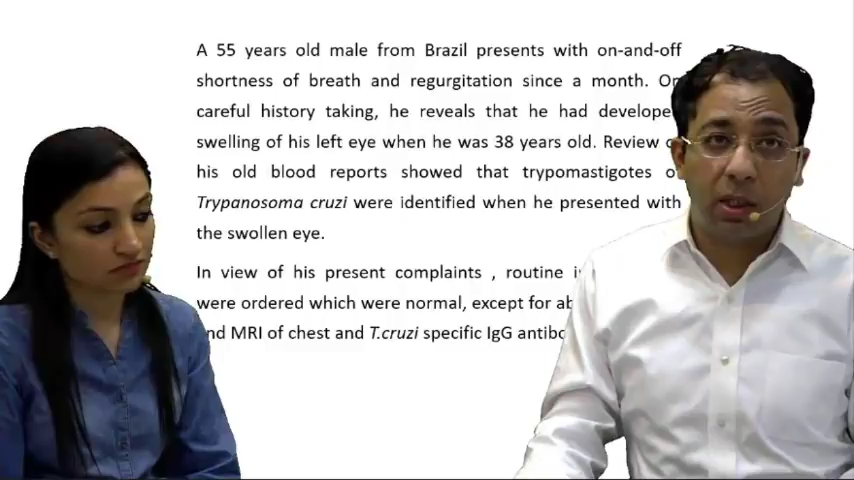 A 55 years old male from Brazil presents with on-and-off
shortness of breath and regurgitation since a month. On
careful history taking, he reveals that he had develope
swelling of his left eye when he was 38 years old. Review
his old blood reports showed that trypomastigotes
Trypanosoma cruzi were identified when he presented with
the swollen eye.
In view of his present complaints , routine
were ordered which were normal, except for
and MRI of chest and T.cruzi specific IgG